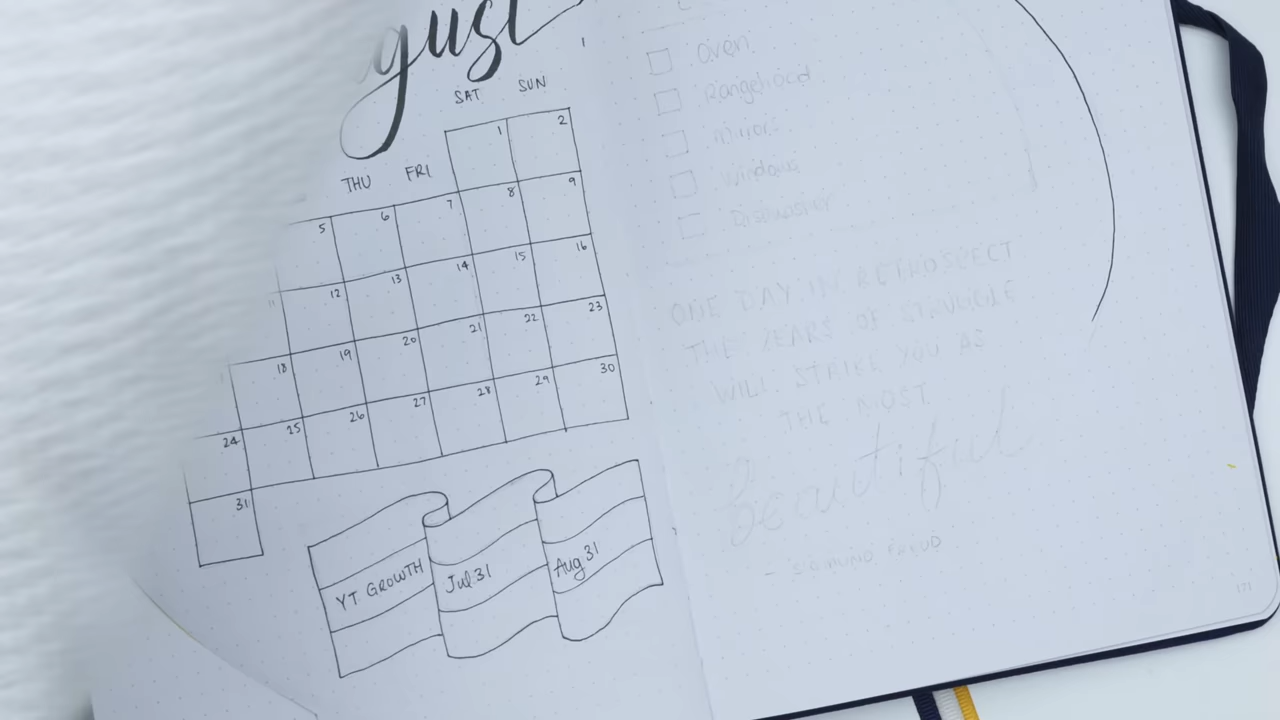 gust
SAT SUN
THU FRI
1 2
5 6 7 8 9
11 12 13 14 15 16
18 19 20 21 22 23
24 25 26 27 28 29 30
31
YT GROWTH Jul 31 Aug 31
Oven
Rangehood
Mirrors
Windows
Dishwasher
ONE DAY IN RETROSPECT
THE YEARS OF STRUGGLE
WILL STRIKE YOU AS
THE MOST
Beautiful
- SIGMUND FREUD
171